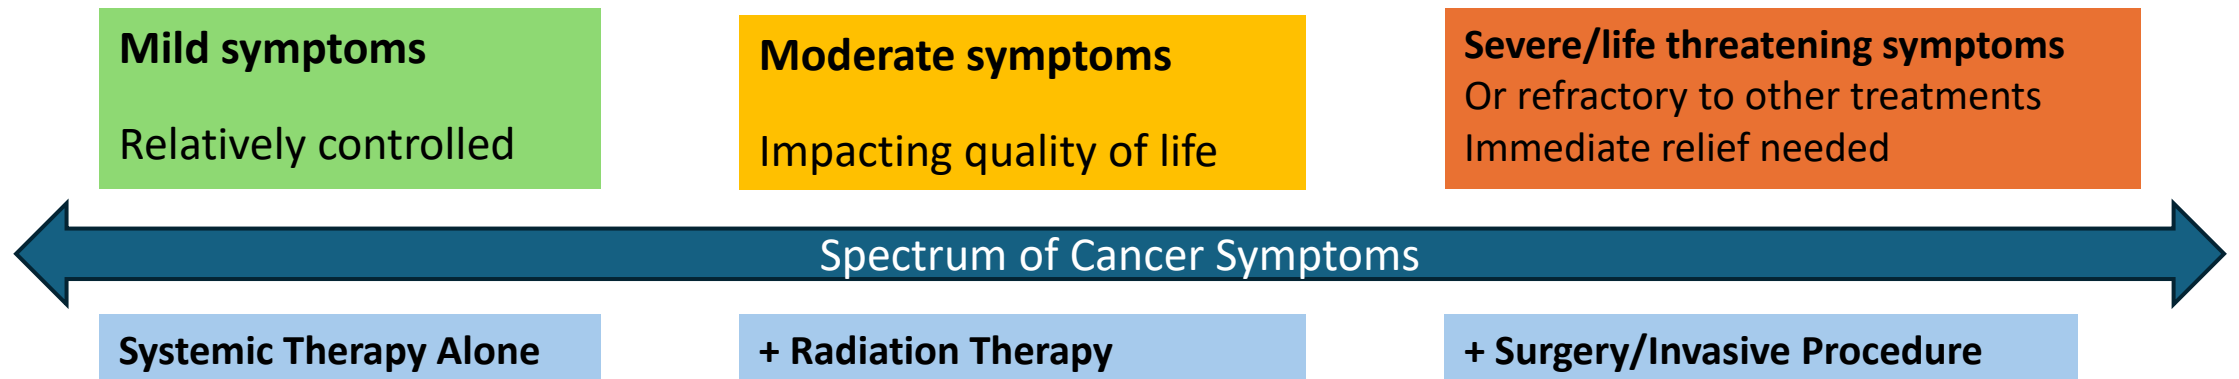 Mild symptoms
Relatively controlled
Moderate symptoms
Impacting quality of life
Severe/life threatening symptoms
Or refractory to other treatments
Immediate relief needed
Spectrum of Cancer Symptoms
Systemic Therapy Alone
+ Radiation Therapy
+ Surgery/Invasive Procedure